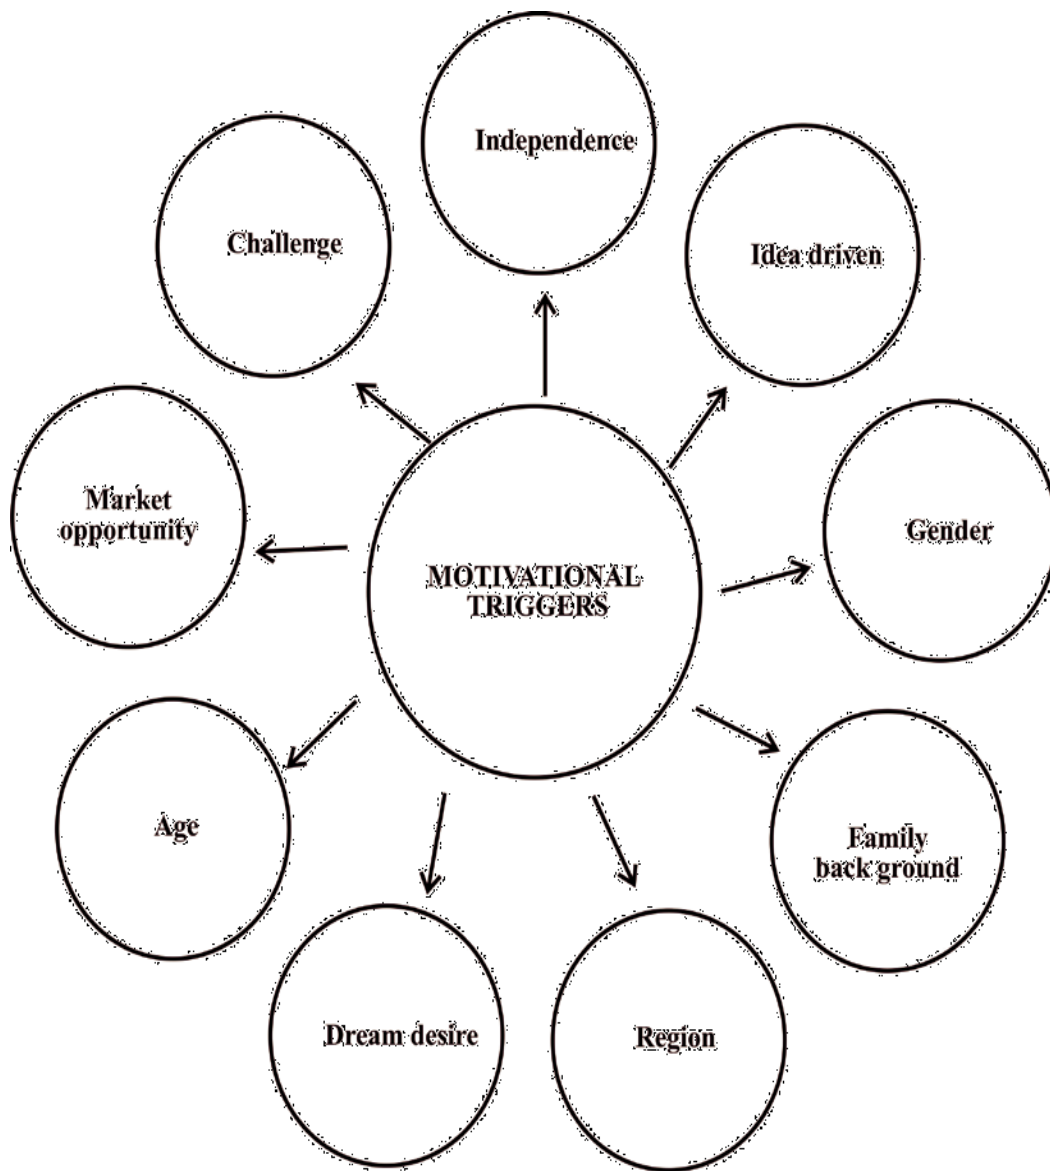 Independence
Challenge
Idea driven
Market
opportunity
Gender
MOTIVATIONAL
TRIGGERS
Age
Family
back ground
Dream desire
Region